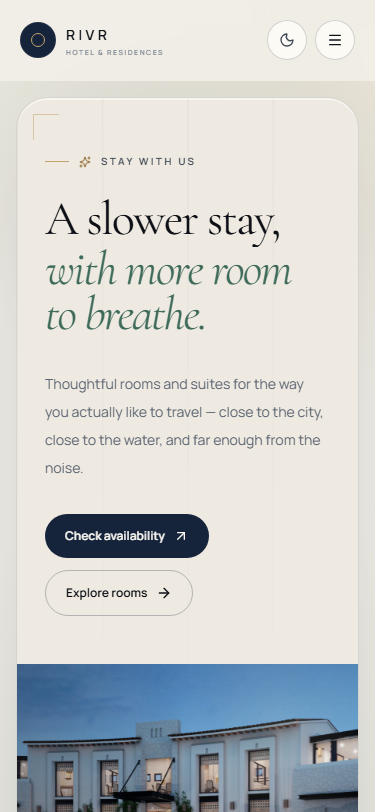 RIVR
HOTEL & RESIDENCES
STAY WITH US
A slower stay,
with more room
to breathe.
Thoughtful rooms and suites for the way
you actually like to travel — close to the city,
close to the water, and far enough from the
noise.
Check availability
Explore rooms